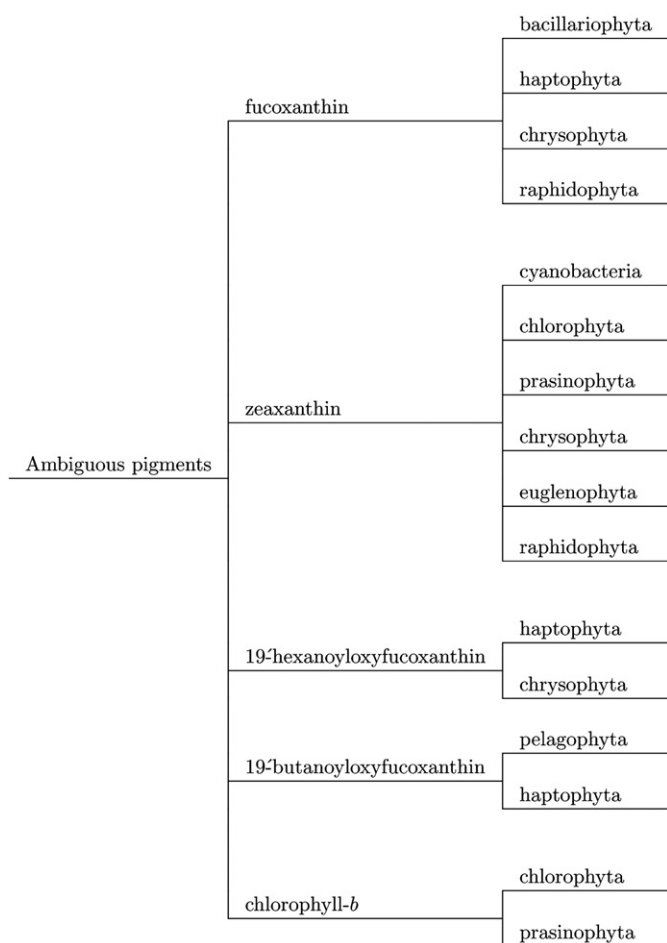 bacillariophyta
haptophyta
fucoxanthin
chrysophyta
raphidophyta
cyanobacteria
chlorophyta
prasinophyta
zeaxanthin
chrysophyta
Ambiguous pigments
euglenophyta
raphidophyta
haptophyta
19-hexanoyloxyfucoxanthin
chrysophyta
pelagophyta
19-butanoyloxyfucoxanthin
haptophyta
chlorophyta
chlorophyll-b
prasinophyta